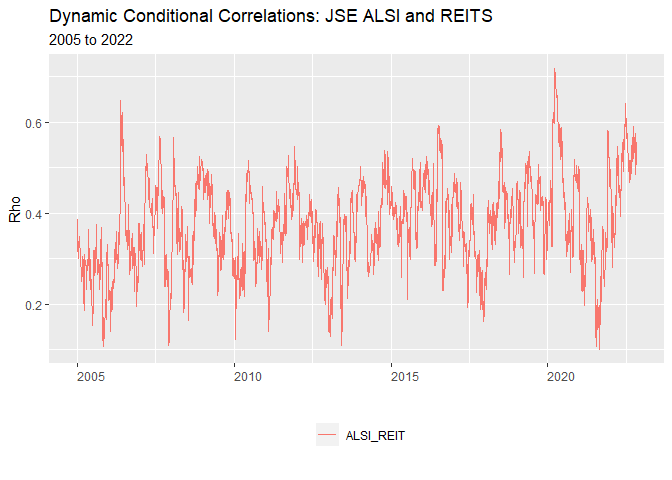 Dynamic Conditional Correlations: JSE ALSI and REITS
2005 to 2022
Rho
0.6
0.4
0.2
2005 2010 2015 2020
ALSI_REIT